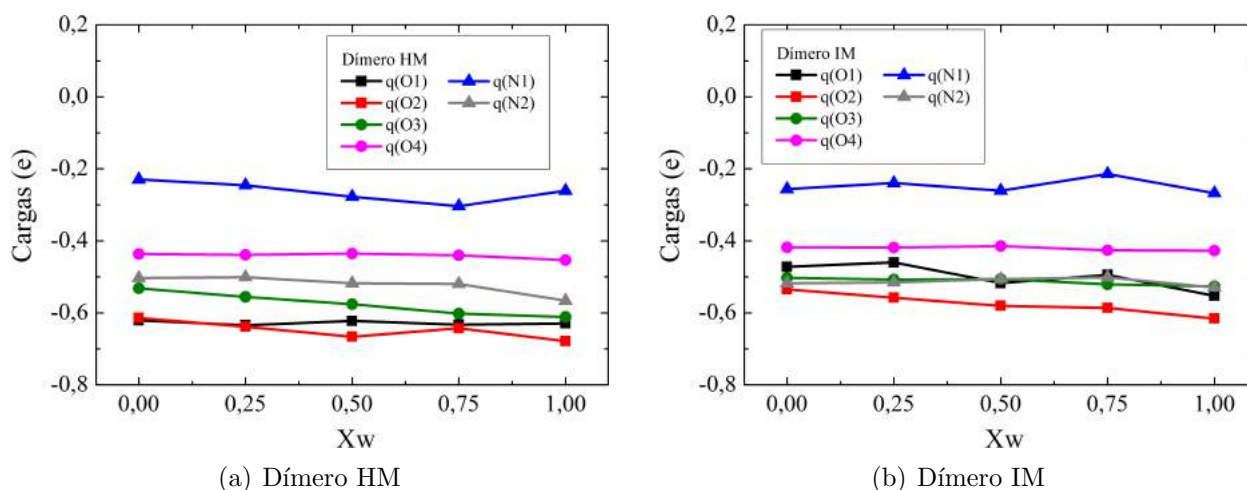 0,2
0,0
-0,2
-0,4
-0,6
-0,8
Cargas (e)
Dímero HM
q(O1) q(N1)
q(O2) q(N2)
q(O3)
q(O4)
0,00 0,25 0,50 0,75 1,00
Xw
(a) Dímero HM
0,2
0,0
-0,2
-0,4
-0,6
-0,8
Cargas (e)
Dímero IM
q(O1) q(N1)
q(O2) q(N2)
q(O3)
q(O4)
0,00 0,25 0,50 0,75 1,00
Xw
(b) Dímero IM